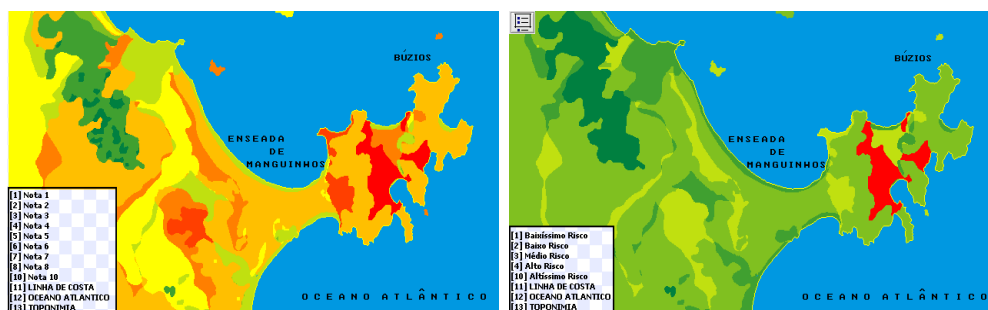 BÚZIOS
ENSEADA
DE
MANGUINHOS
[1] Nota 1
[2] Nota 2
[3] Nota 3
[4] Nota 4
[5] Nota 5
[6] Nota 6
[7] Nota 7
[8] Nota 8
[10] Nota 10
[11] LINHA DE COSTA
[12] OCEANO ATLANTICO
[13] TOPONIMIA
OCEANO ATLÂNTICO
BÚZIOS
ENSEADA
DE
MANGUINHOS
[1] Baixíssimo Risco
[2] Baixo Risco
[3] Médio Risco
[4] Alto Risco
[10] Altíssimo Risco
[11] LINHA DE COSTA
[12] OCEANO ATLANTICO
[13] TOPONIMIA
OCEANO ATLÂNTICO